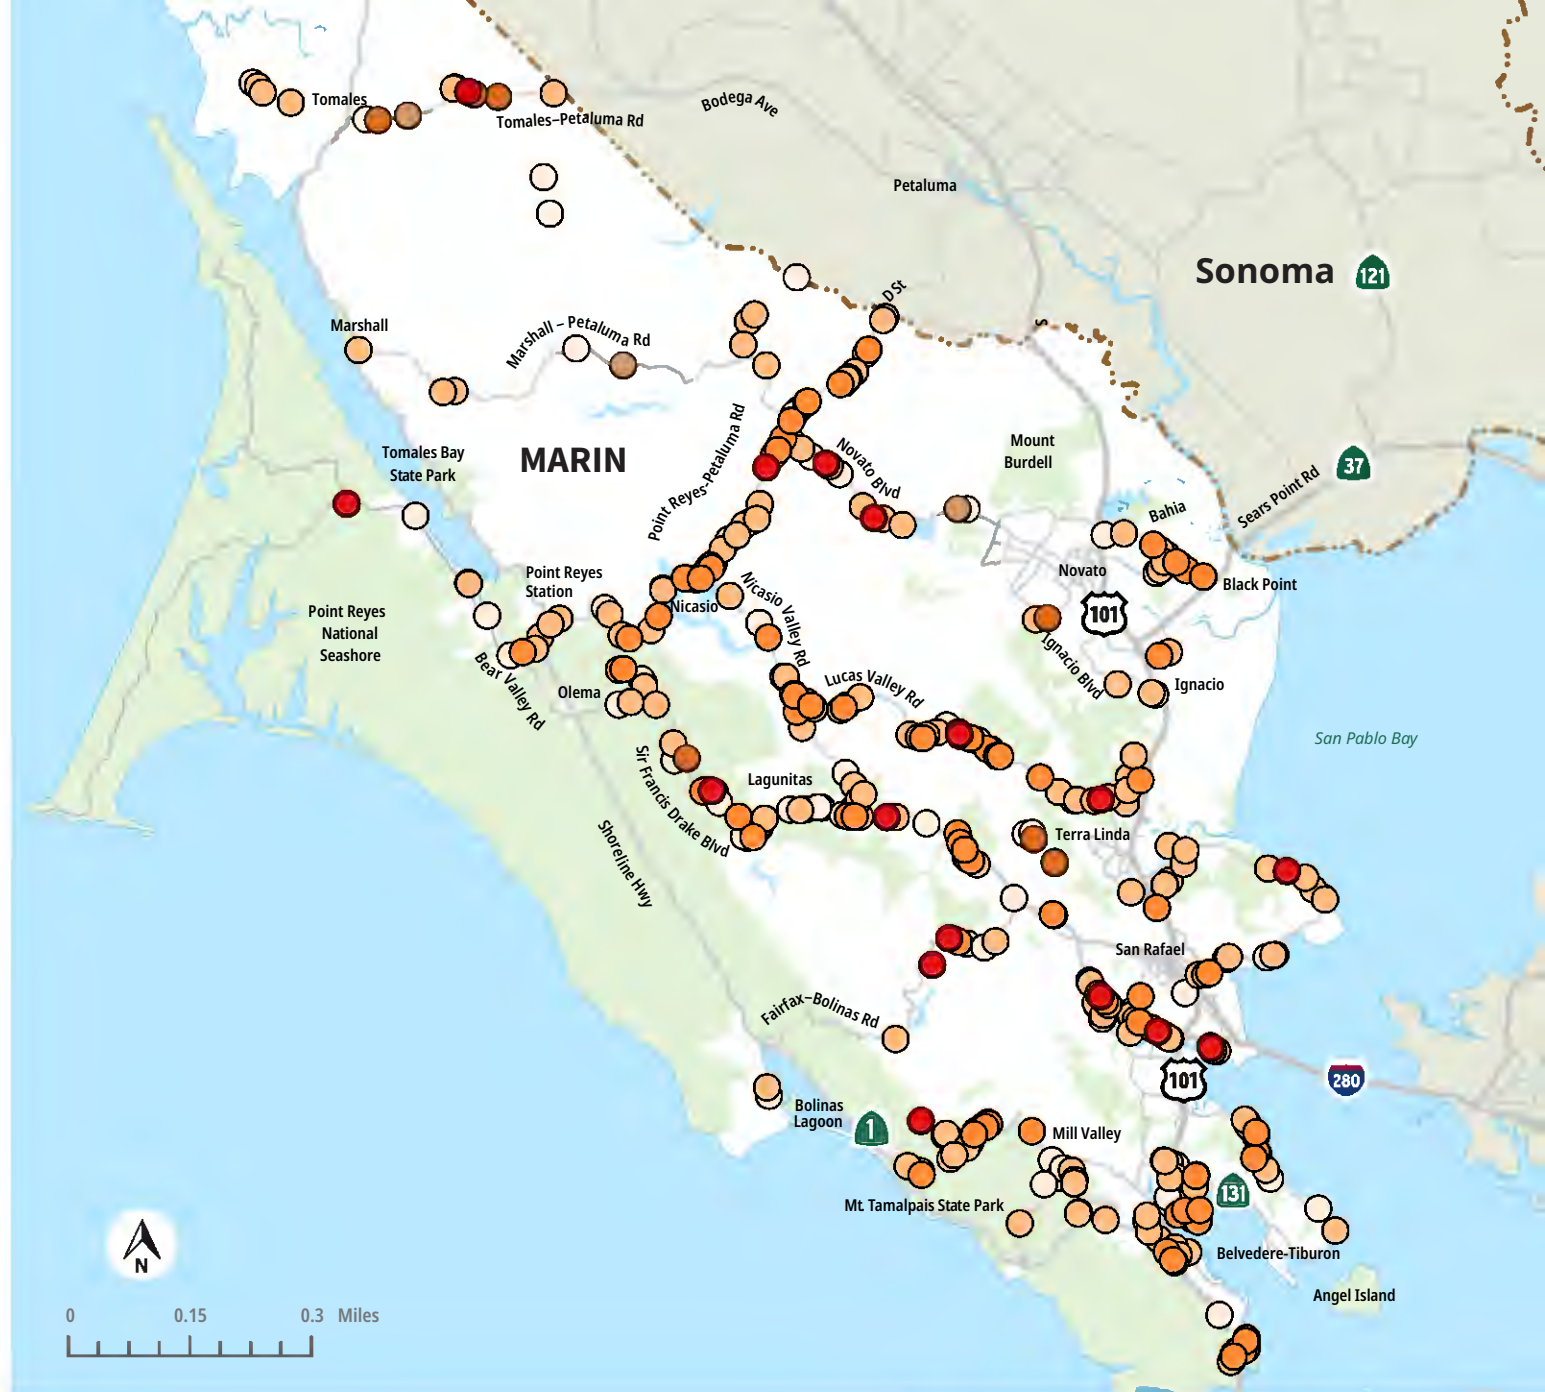 Tomales
Tomales–Petaluma Rd
Bodega Ave
Petaluma
Sonoma
121
D St
S
Marshall
Marshall – Petaluma Rd
MARIN
Tomales Bay
State Park
Point Reyes-Petaluma Rd
Novato Blvd
Mount
Burdell
37
Sears Point Rd
Bahia
Novato
Black Point
101
Point Reyes
Station
Nicasio
Nicasio Valley Rd
Point Reyes
National
Seashore
Bear Valley Rd
Olema
Lucas Valley Rd
Ignacio Blvd
Ignacio
San Pablo Bay
Sir Francis Drake Blvd
Lagunitas
Terra Linda
Shoreline Hwy
San Rafael
Fairfax–Bolinas Rd
101
280
Bolinas
Lagoon
1
Mill Valley
131
Mt. Tamalpais State Park
Belvedere-Tiburon
Angel Island
N
0 0.15 0.3 Miles